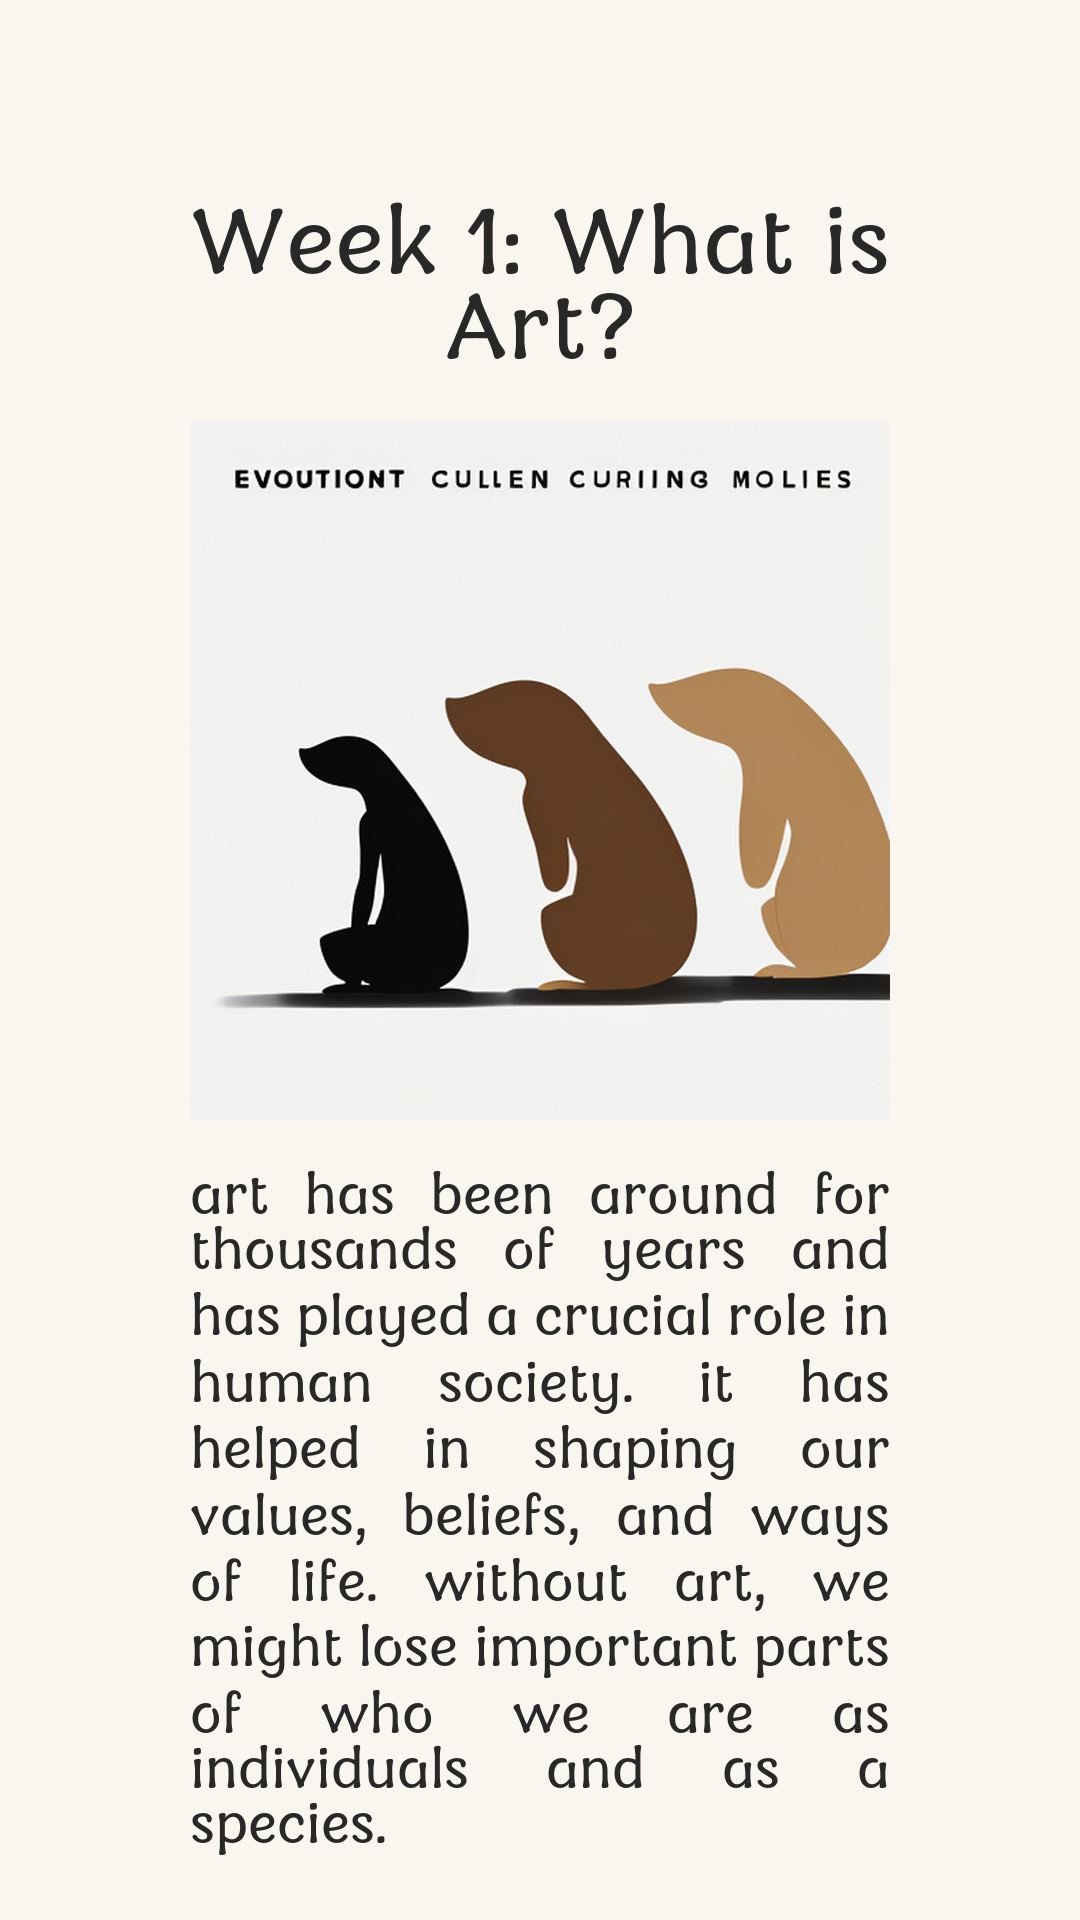 Week 1: What is
Art?
EVOUTIONT CULLEN CURIING MOLIES
art has been around for
thousands of years and
has played a crucial role in
human society. it has
helped in shaping our
values, beliefs, and ways
of life. without art, we
might lose important parts
of who we are as
individuals and as a
species.